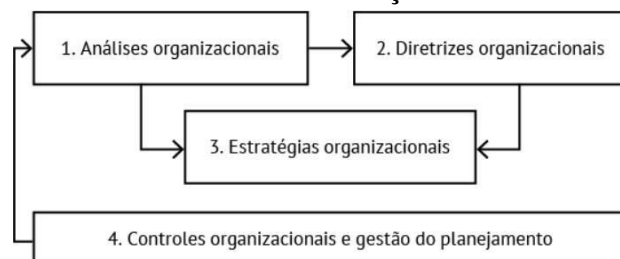 1. Análises organizacionais
2. Diretrizes organizacionais
3. Estratégias organizacionais
4. Controles organizacionais e gestão do planejamento